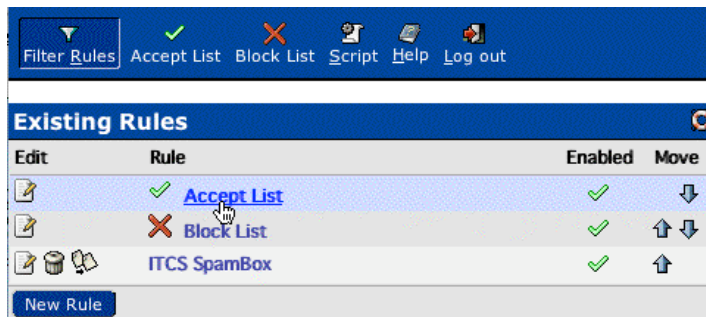 Filter Rules Accept List Block List Script Help Log out
Existing Rules
Edit Rule Enabled Move
Accept List
Block List
ITCS SpamBox
New Rule